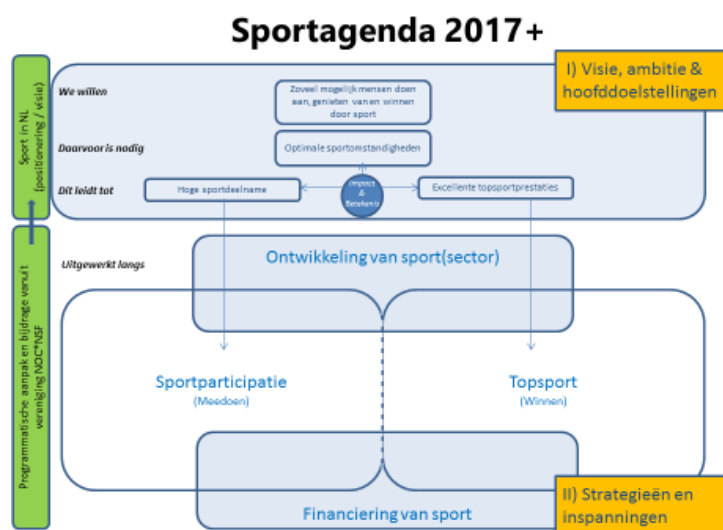 Sportagenda 2017+
I) Visie, ambitie &
hoofddoelstellingen
Sport in NL
(positionering / visie)
We willen
Zoveel mogelijk mensen doen
aan, genieten van en winnen
door sport
Daarvoor is nodig
Optimale sportomstandigheden
Dit leidt tot
Hoge sportdeelname
Impact
&
Betekenis
Excellente topsportprestaties
Programmatische aanpak en bijdrage vanuit
vereniging NOC*NSF
Uitgewerkt langs
Ontwikkeling van sport(sector)
Sportparticipatie
(Meedoen)
Topsport
(Winnen)
Financiering van sport
II) Strategieën en
inspanningen